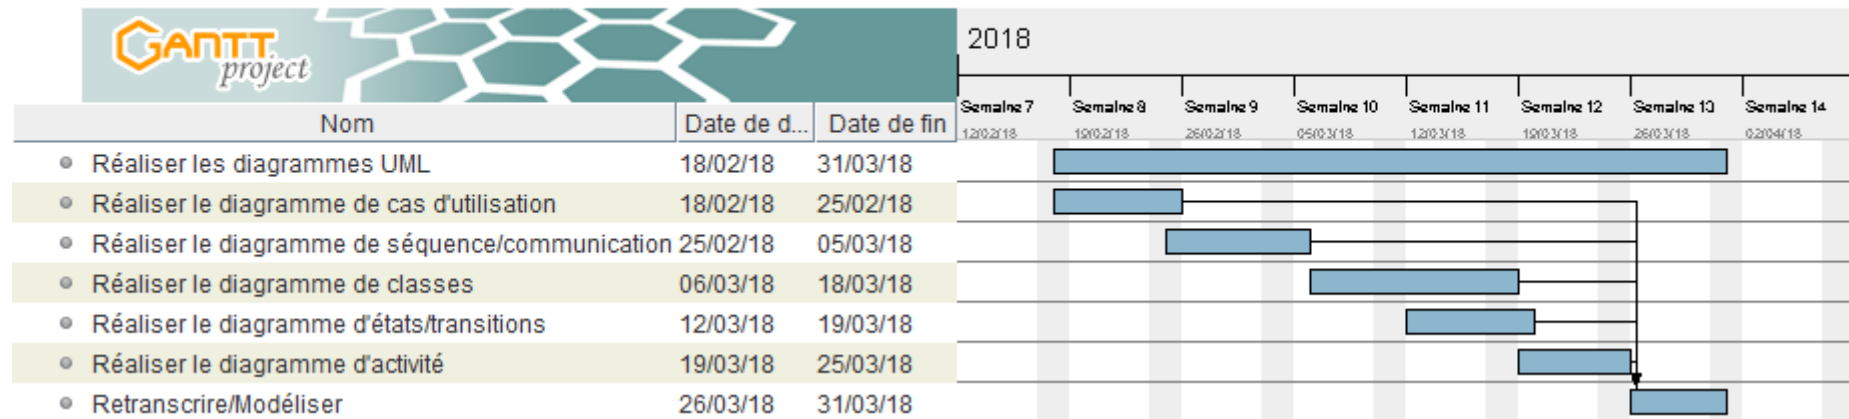 GANTT
project
2018
Semaine 7 Semaine 8 Semaine 9 Semaine 10 Semaine 11 Semaine 12 Semaine 13 Semaine 14
12/02/18 19/02/18 26/02/18 05/03/18 12/03/18 19/03/18 26/03/18 02/04/18
Nom Date de d... Date de fin
Réaliser les diagrammes UML 18/02/18 31/03/18
Réaliser le diagramme de cas d'utilisation 18/02/18 25/02/18
Réaliser le diagramme de séquence/communication 25/02/18 05/03/18
Réaliser le diagramme de classes 06/03/18 18/03/18
Réaliser le diagramme d'états/transitions 12/03/18 19/03/18
Réaliser le diagramme d'activité 19/03/18 25/03/18
Retranscrire/Modéliser 26/03/18 31/03/18